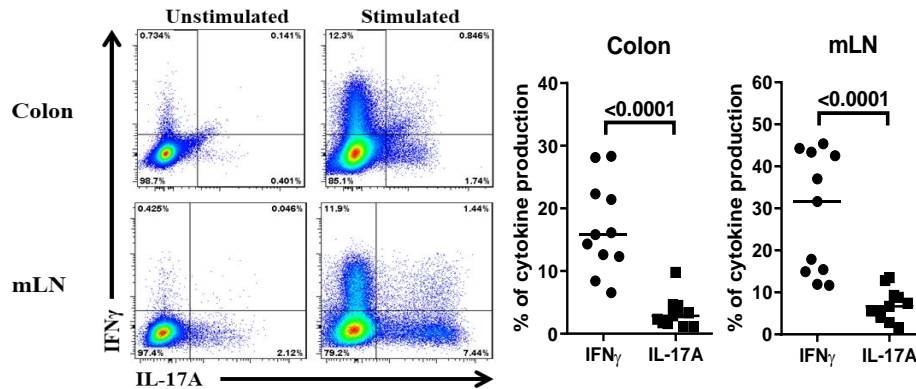 Unstimulated Stimulated
0.734% 0.141% 12.3% 0.846%
Colon
98.7% 0.401% 85.1% 1.74%
0.425% 0.046% 11.9% 1.44%
mLN
97.4% 2.12% 79.2% 7.44%
IFNγ
IL-17A
Colon
% of cytokine production
40
30
20
10
0
<0.0001
IFNγ IL-17A
mLN
% of cytokine production
60
50
40
30
20
10
0
<0.0001
IFNγ IL-17A